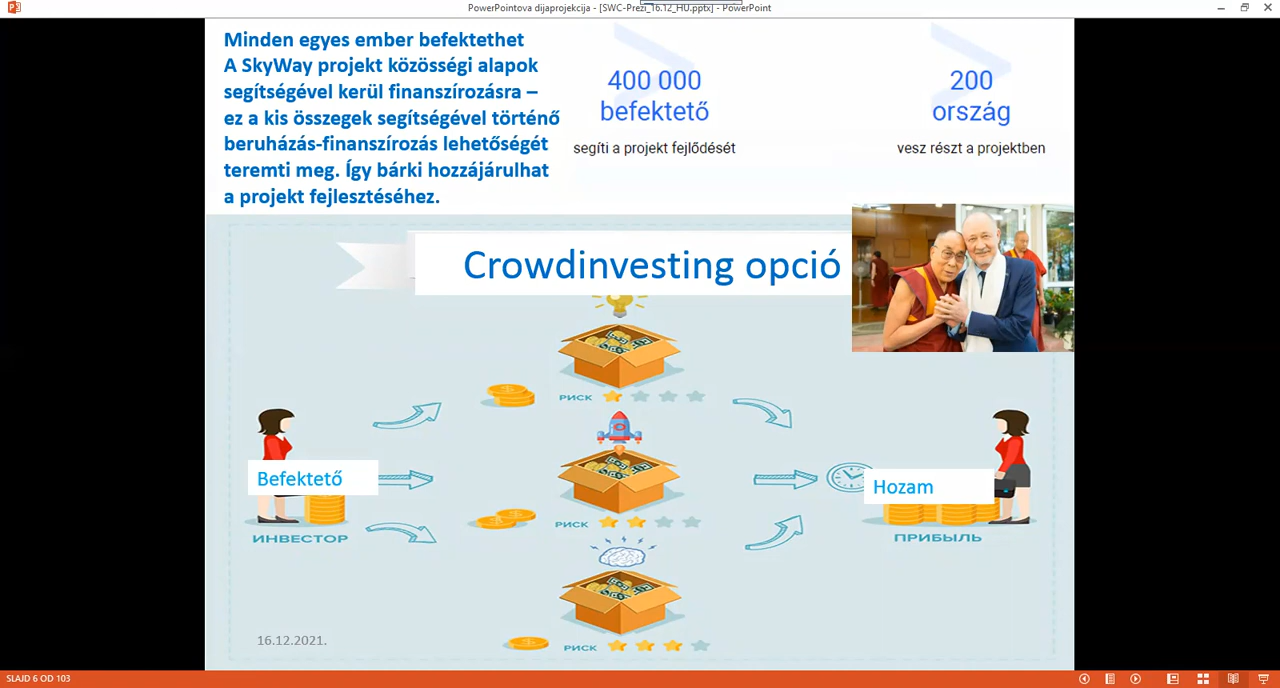 PowerPointova dijaprojekcija - [SWC-Prezi_16.12_HU.pptx] - PowerPoint
Minden egyes ember befektethet
A SkyWay projekt közösségi alapok
segítségével kerül finanszírozásra –
ez a kis összegek segítségével történő
beruházás-finanszírozás lehetőségét
teremti meg. Így bárki hozzájárulhat
a projekt fejlesztéséhez.
400 000
befektető
segíti a projekt fejlődését
200
ország
vesz részt a projektben
Crowdinvesting opció
РИСК
Befektető
ИНВЕСТОР
РИСК
Hozam
ПРИБЫЛЬ
РИСК
16.12.2021.
SLAJD 6 OD 103